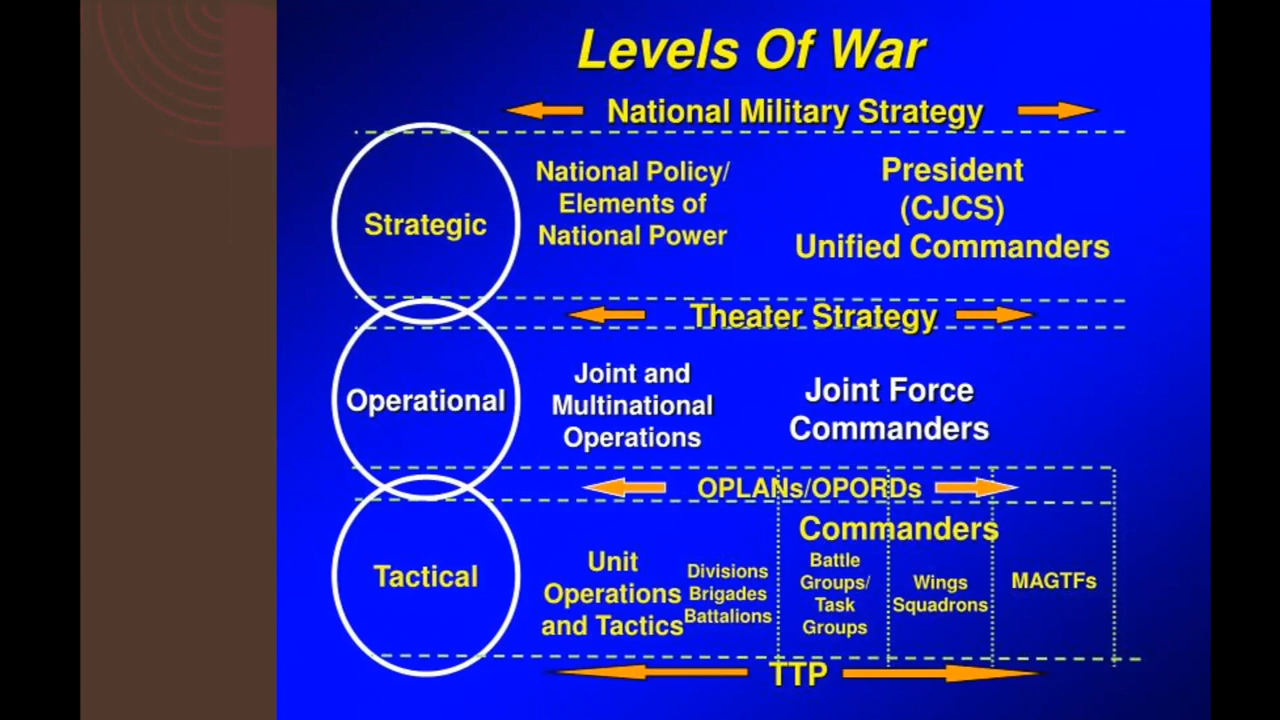 Levels Of War
National Military Strategy
Strategic
National Policy/
Elements of
National Power
President
(CJCS)
Unified Commanders
Theater Strategy
Operational
Joint and
Multinational
Operations
Joint Force
Commanders
OPLANs/OPORDs
Tactical
Unit
Operations
and Tactics
Commanders
Divisions
Brigades
Battalions
Battle
Groups/
Task
Groups
Wings
Squadrons
MAGTFs
TTP